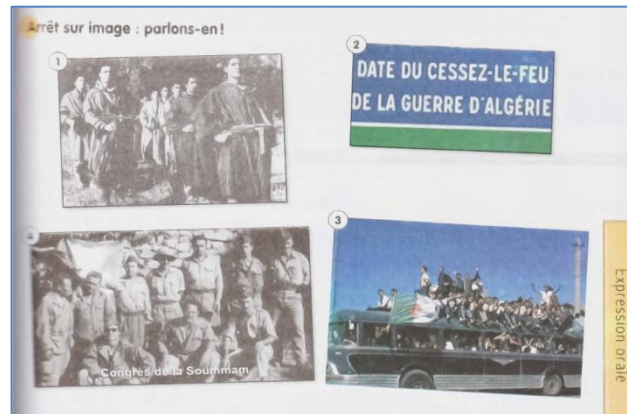 Arrêt sur image : parlons-en !
1
2
DATE DU CESSEZ-LE-FEU
DE LA GUERRE D'ALGÉRIE
4
3
Congrès de la Soummam
Expression orale